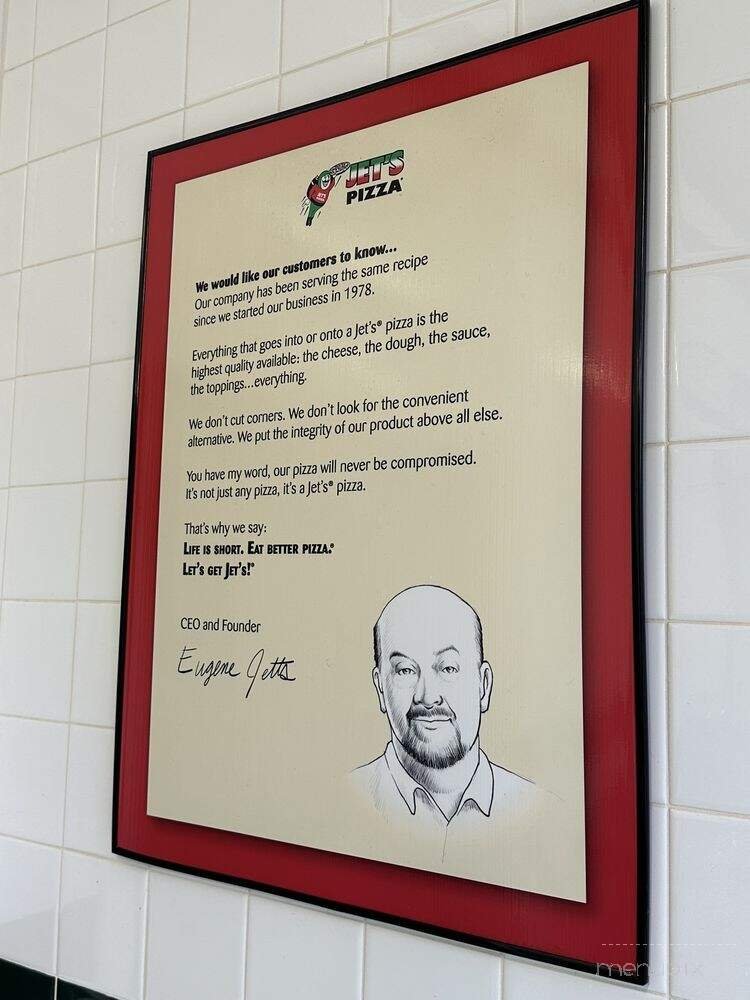 JET'S
PIZZA
We would like our customers to know...
Our company has been serving the same recipe
since we started our business in 1978.
Everything that goes into or onto a Jet's® pizza is the
highest quality available: the cheese, the dough, the sauce,
the toppings...everything.
We don't cut corners. We don't look for the convenient
alternative. We put the integrity of our product above all else.
You have my word, our pizza will never be compromised.
It's not just any pizza, it's a Jet's® pizza.
That's why we say:
LIFE IS SHORT. EAT BETTER PIZZA.®
LET'S GET JET'S!®
CEO and Founder
Eugene Jetts